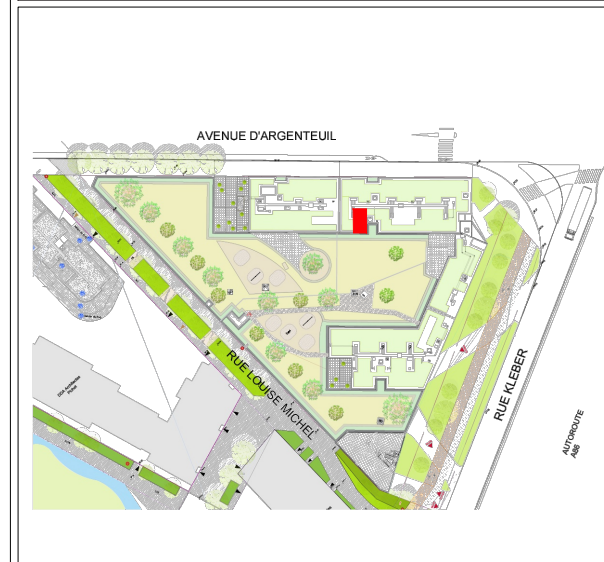 AVENUE D'ARGENTEUIL
RUE LOUISE MICHEL
RUE KLEBER
AUTOROUTE
A86